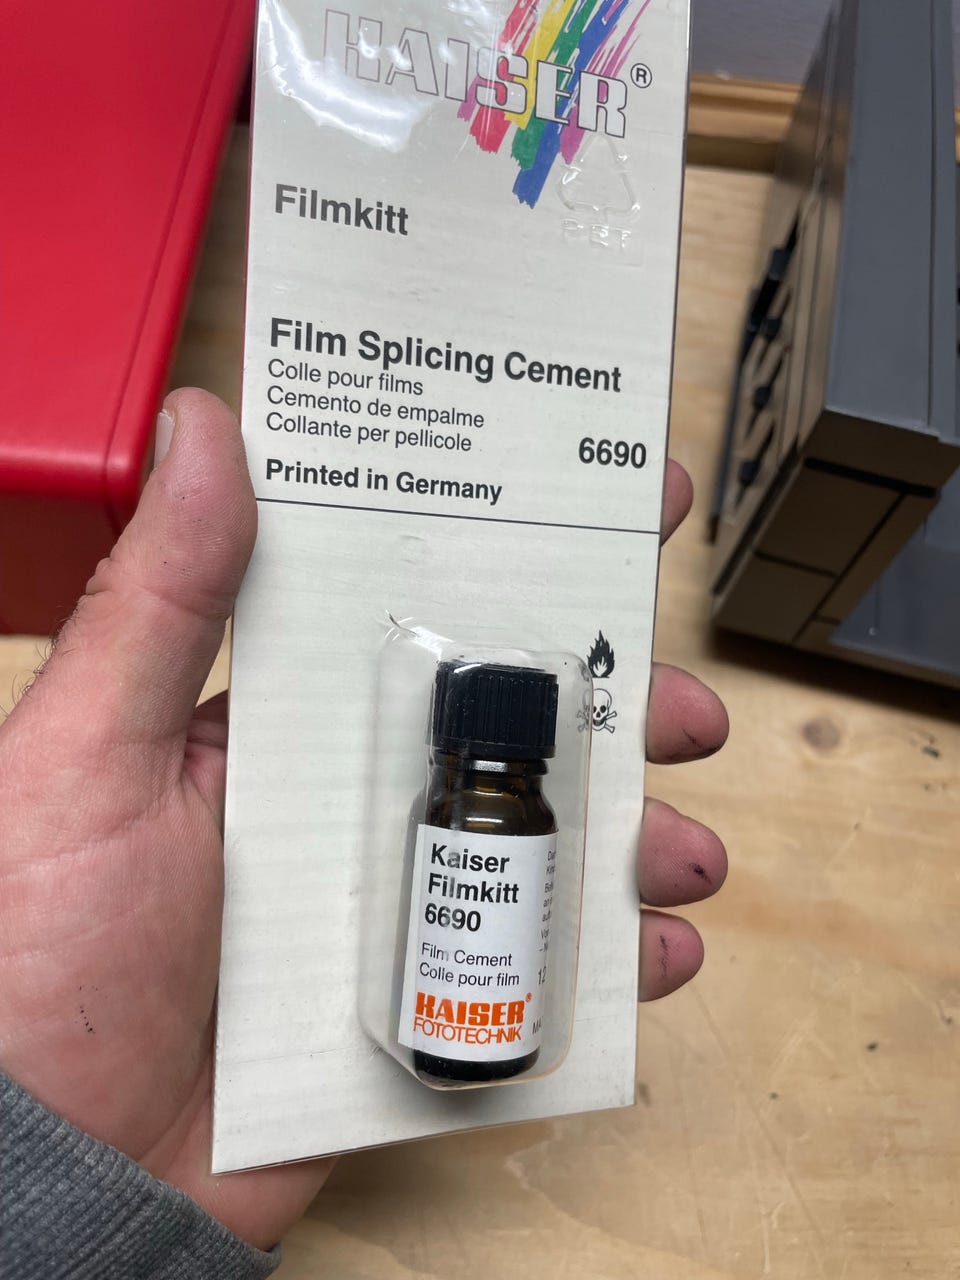 KAISER®
PET
Filmkitt
Film Splicing Cement
Colle pour films
Cemento de empalme
Collante per pellicole
6690
Printed in Germany
Kaiser
Filmkitt
6690
Film Cement
Colle pour film
KAISER®
FOTOTECHNIK
12